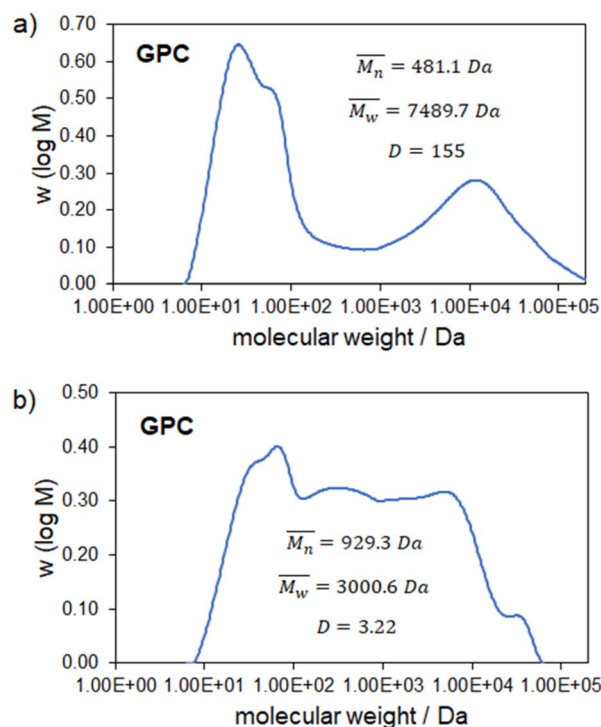 a)
0.70
0.60
0.50
0.40
0.30
0.20
0.10
0.00
w (log M)
GPC
Mn = 481.1 Da
Mw = 7489.7 Da
D = 155
1.00E+00 1.00E+01 1.00E+02 1.00E+03 1.00E+04 1.00E+05
molecular weight / Da
b)
0.50
0.40
0.30
0.20
0.10
0.00
w (log M)
GPC
Mn = 929.3 Da
Mw = 3000.6 Da
D = 3.22
1.00E+00 1.00E+01 1.00E+02 1.00E+03 1.00E+04 1.00E+05
molecular weight / Da